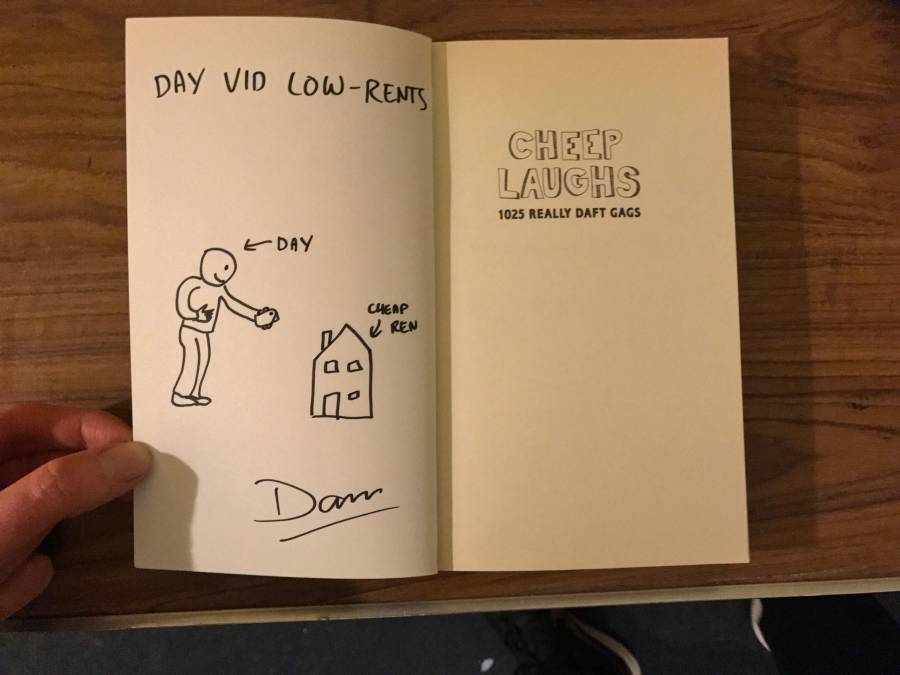 DAY VID LOW-RENTS
← DAY
CHEAP
REN
Dan
CHEEP
LAUGHS
1025 REALLY DAFT GAGS